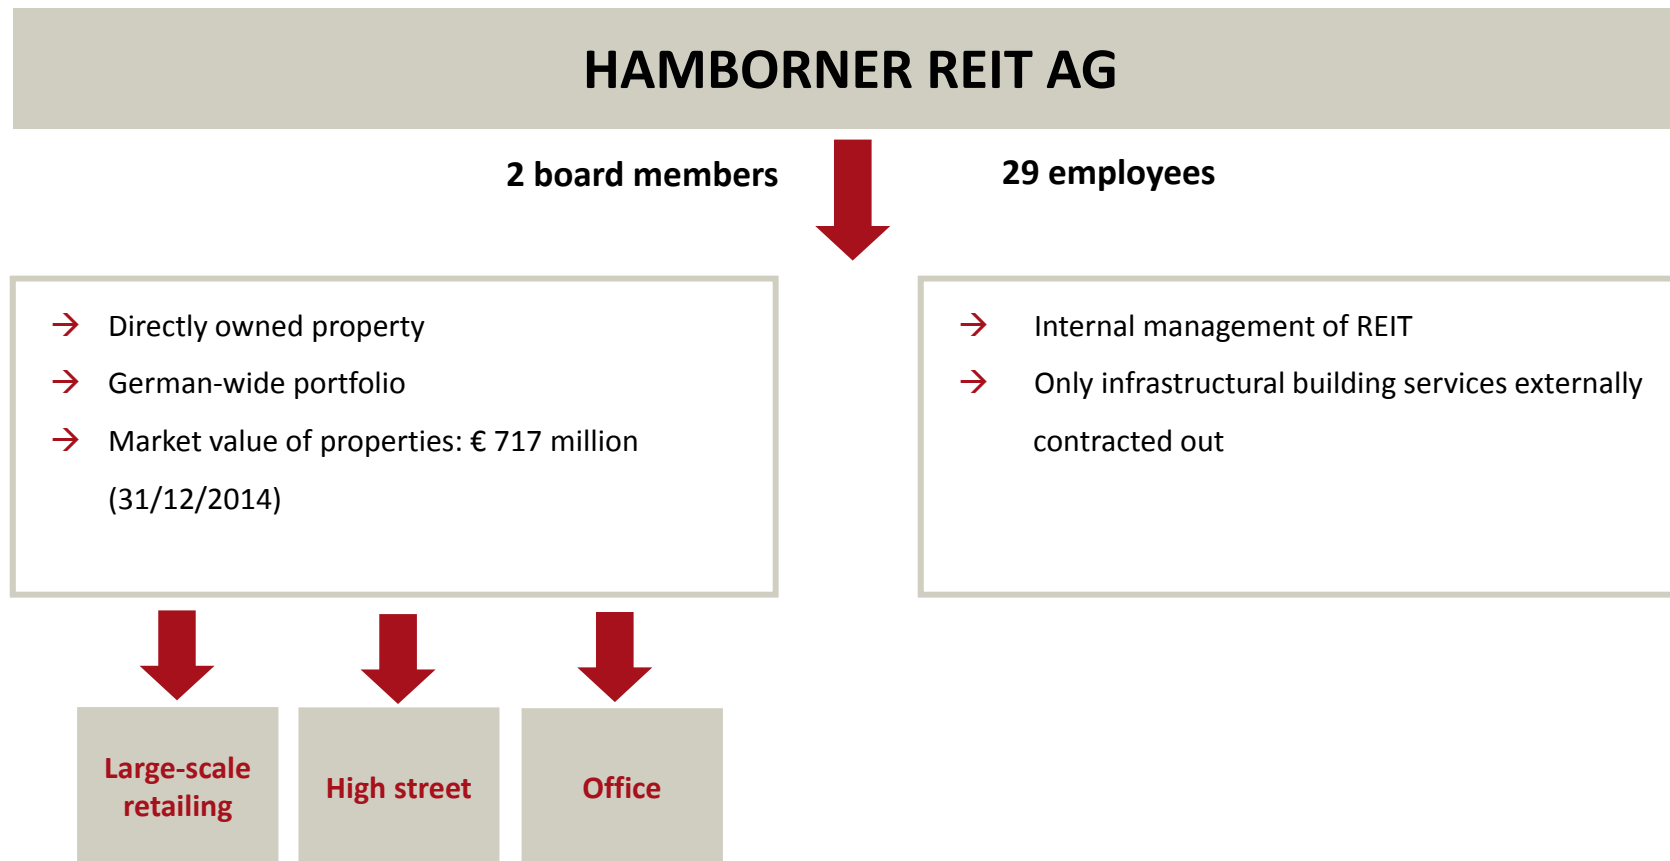 HAMBORNER REIT AG
2 board members
29 employees
→ Directly owned property
→ German-wide portfolio
→ Market value of properties: € 717 million
(31/12/2014)
→ Internal management of REIT
→ Only infrastructural building services externally
contracted out
Large-scale
retailing
High street
Office